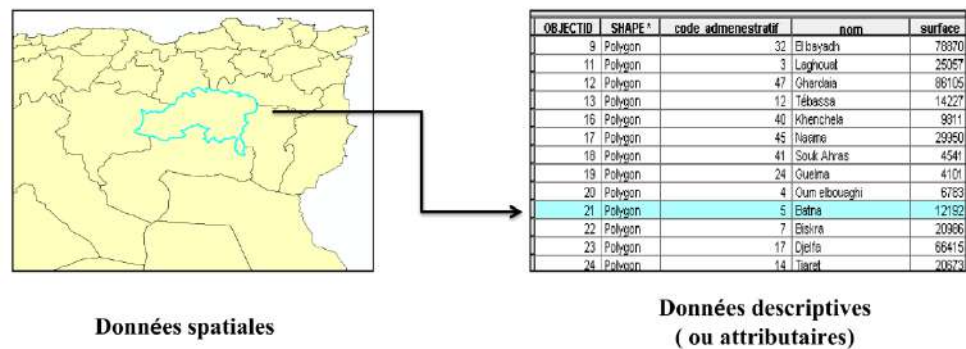 OBJECTID SHAPE * code_admenestratif nom surface
9 Polygon 32 El bayadh 78870
11 Polygon 3 Laghouat 25057
12 Polygon 47 Ghardaia 86105
13 Polygon 12 Tébassa 14227
16 Polygon 40 Khenchela 9811
17 Polygon 45 Naama 29950
18 Polygon 41 Souk Ahras 4541
19 Polygon 24 Guelma 4101
20 Polygon 4 Oum elbouaghi 6783
21 Polygon 5 Batna 12192
22 Polygon 7 Biskra 20986
23 Polygon 17 Djelfa 66415
24 Polygon 14 Tiaret 20673
Données spatiales
Données descriptives
( ou attributaires)